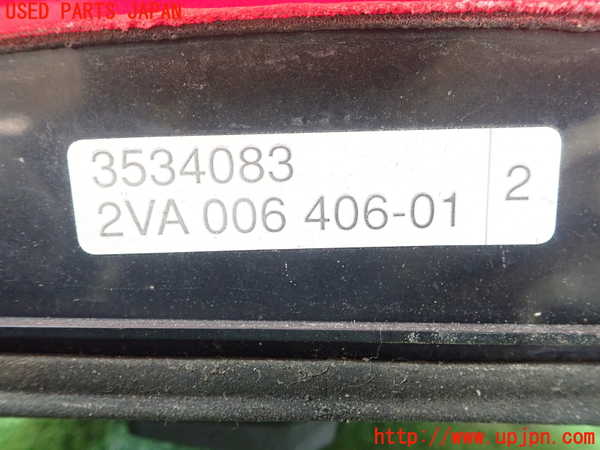 USED PARTS JAPAN
3534083
2VA 006 406-01
2
http://www.upjpn.com/